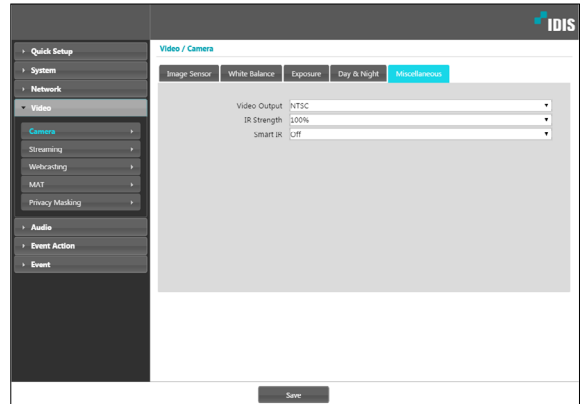 IDIS
Quick Setup
System
Network
Video
Camera
Streaming
Webcasting
MAT
Privacy Masking
Audio
Event Action
Event
Video / Camera
Image Sensor White Balance Exposure Day & Night Miscellaneous
Video Output NTSC
IR Strength 100%
Smart IR Off
Save